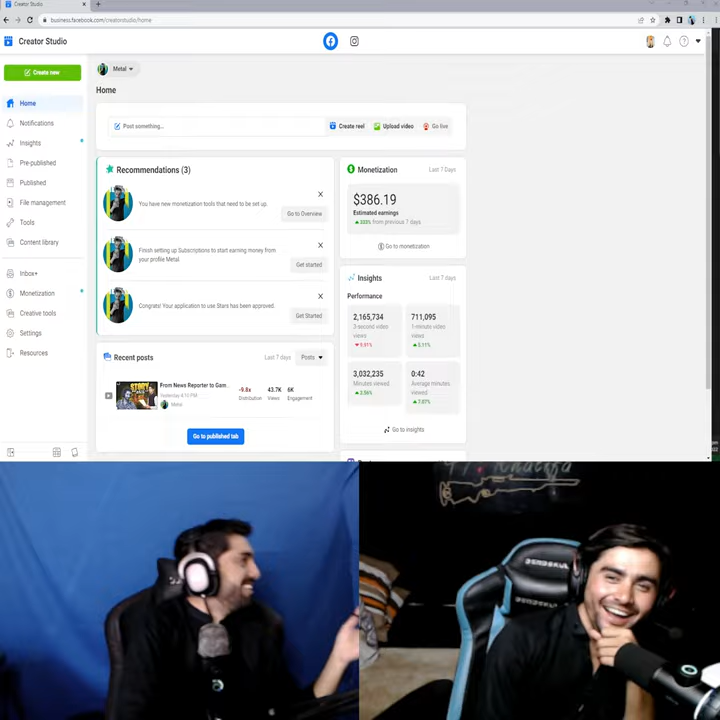 Creator Studio
business.facebook.com/creatorstudio/home
Creator Studio
Create new
Home
Notifications
Insights
Pre-published
Published
File management
Tools
Content library
Inbox+
Monetization
Creative tools
Settings
Resources
Metal
Home
Post something...
Create reel
Upload video
Go live
Recommendations (3)
You have new monetization tools that need to be set up.
Go to Overview
Finish setting up Subscriptions to start earning money from
your profile Metal.
Get started
Congrats! Your application to use Stars has been approved.
Get Started
Recent posts
Last 7 days
Posts
From News Reporter to Gam
Yesterday 4:15 PM
Metal
-9.8x
Distribution
43.7K
Views
6K
Engagement
Go to published tab
Monetization
Last 7 Days
$386.19
Estimated earnings
from previous 7 days
Go to monetization
Insights
Last 7 days
Performance
2,165,734
3-second video
views
711,095
1-minute video
views
3,032,235
Minutes viewed
0:42
Average minutes
viewed
7.07%
Go to insights